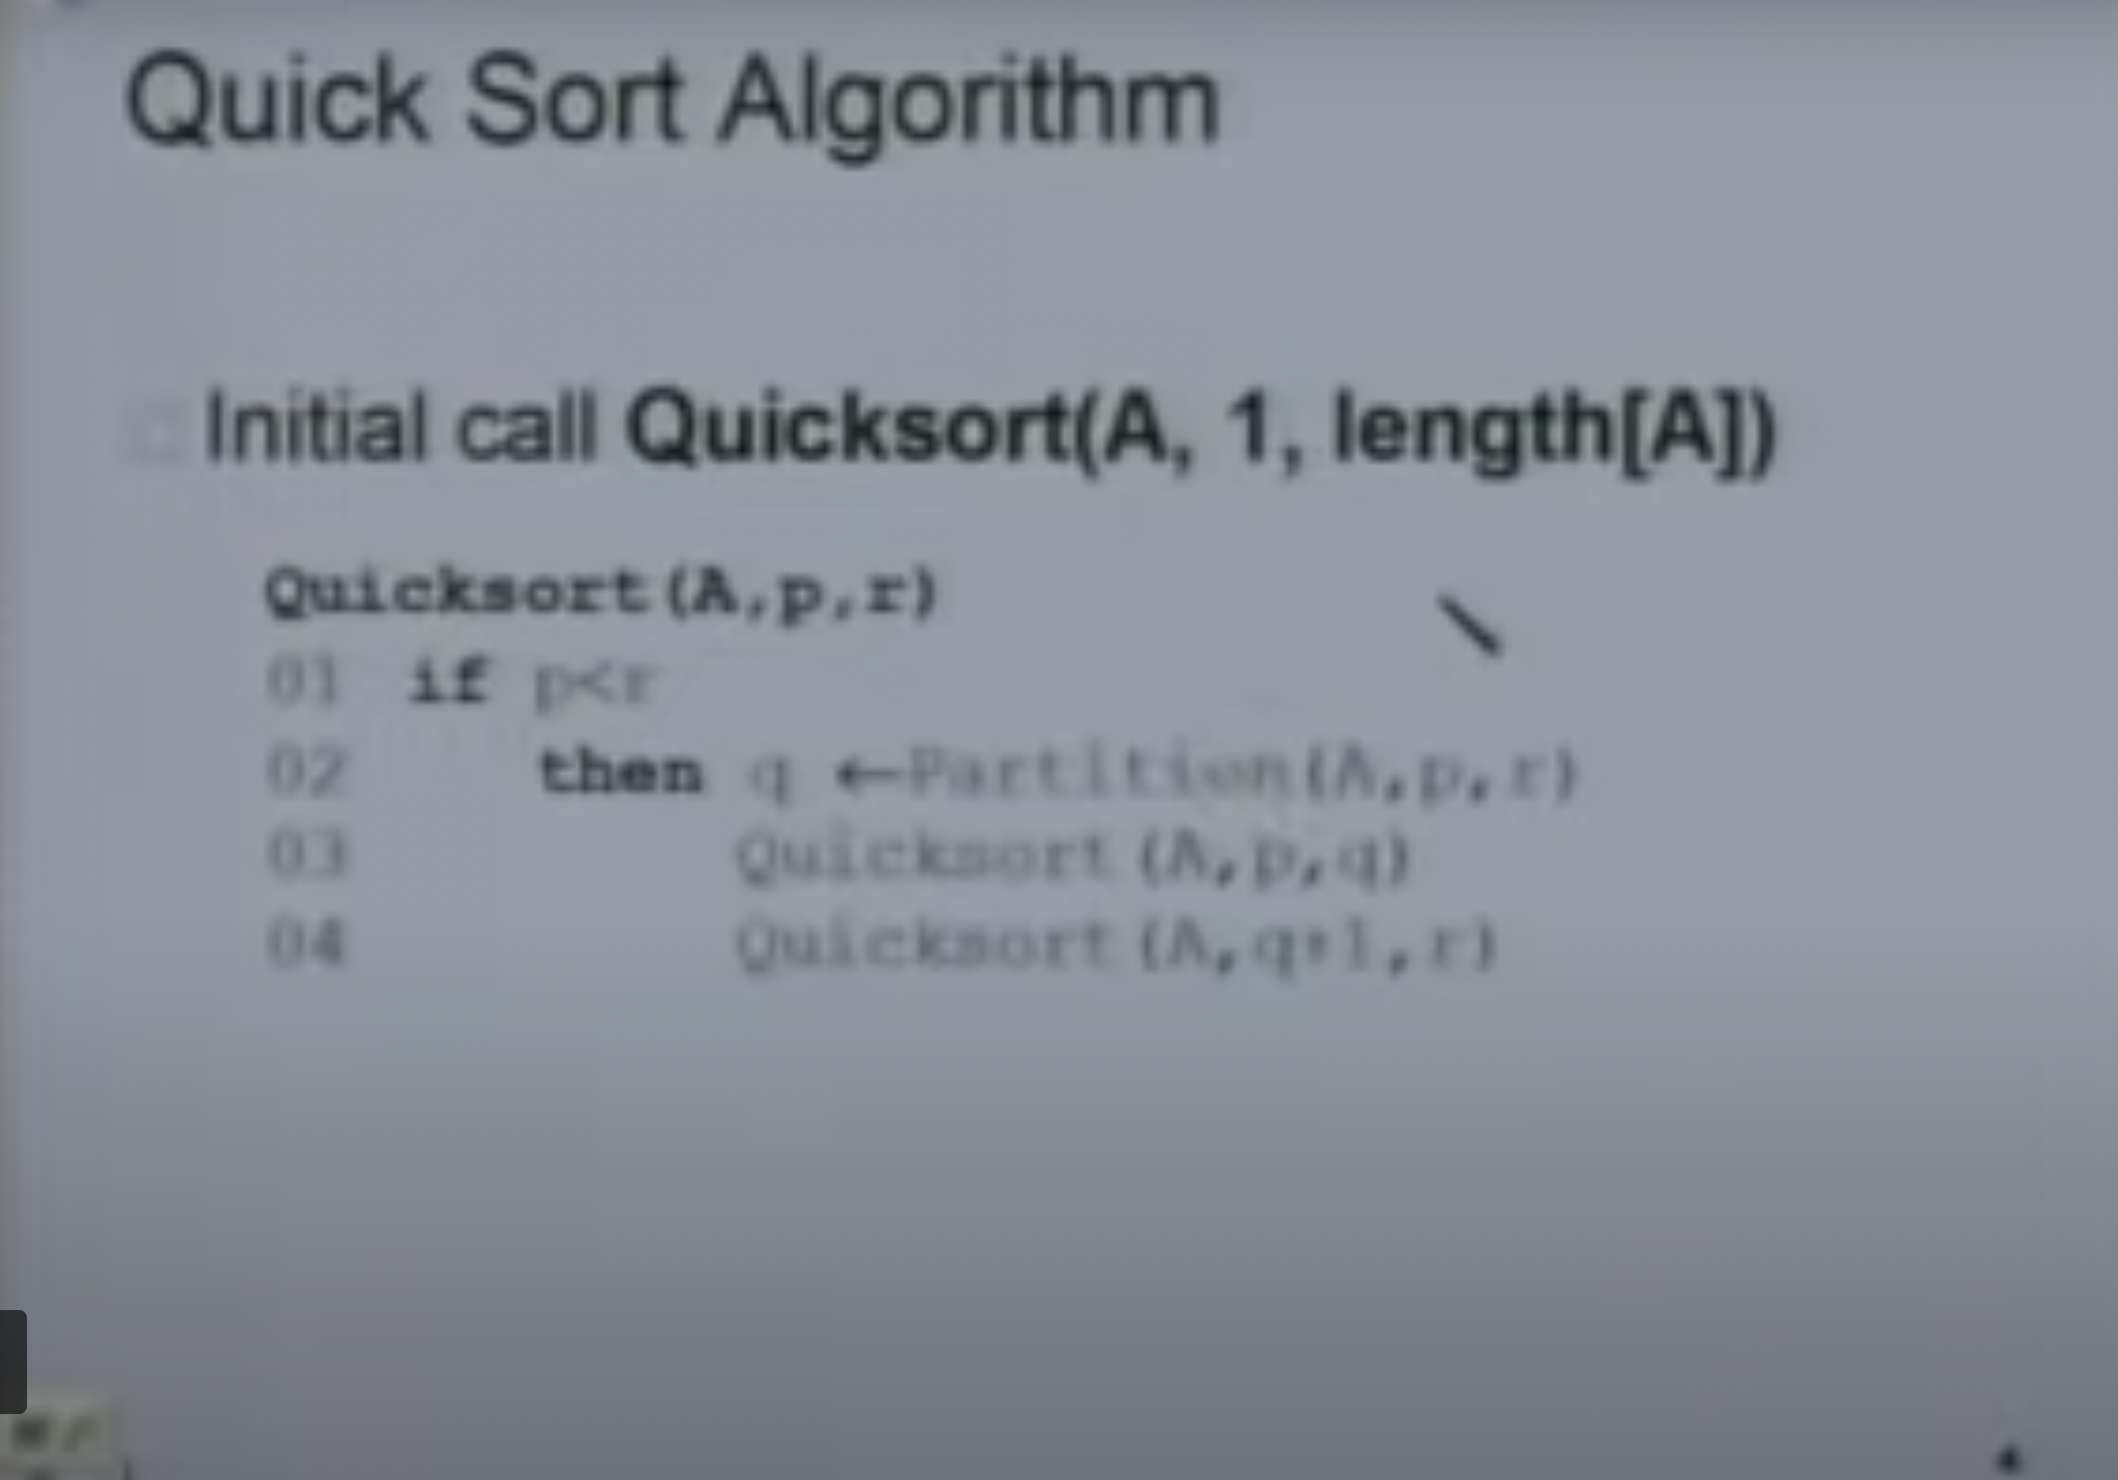 Quick Sort Algorithm
Initial call Quicksort(A, 1, length[A])
Quicksort(A,p,r)
01 if p<r
02 then q ←Partition(A,p,r)
03 Quicksort(A,p,q)
04 Quicksort(A,q+1,r)
4